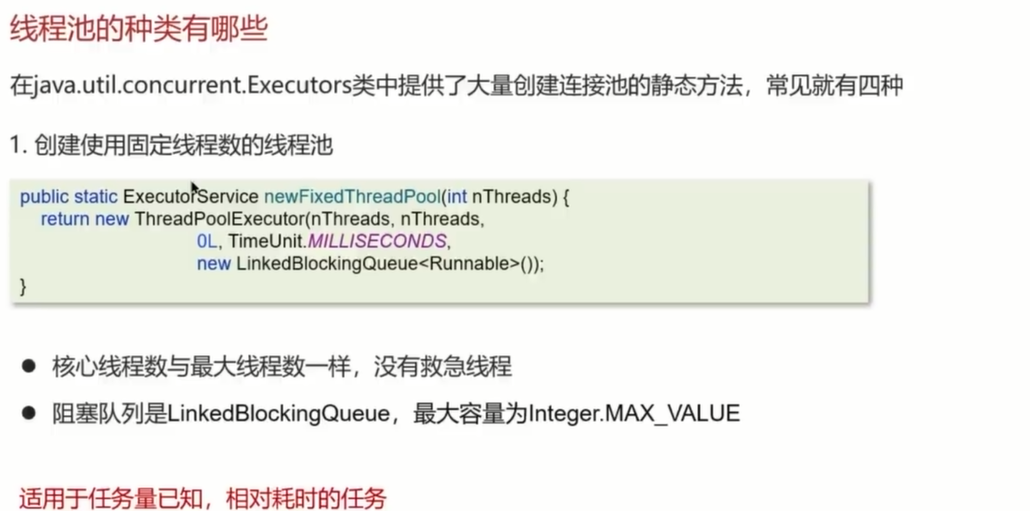 线程池的种类有哪些
在java.util.concurrent.Executors类中提供了大量创建连接池的静态方法，常见就有四种
1. 创建使用固定线程数的线程池
public static ExecutorService newFixedThreadPool(int nThreads) {
return new ThreadPoolExecutor(nThreads, nThreads,
0L, TimeUnit.MILLISECONDS,
new LinkedBlockingQueue<Runnable>());
}
● 核心线程数与最大线程数一样，没有救急线程
● 阻塞队列是LinkedBlockingQueue，最大容量为Integer.MAX_VALUE
适用于任务量已知，相对耗时的任务